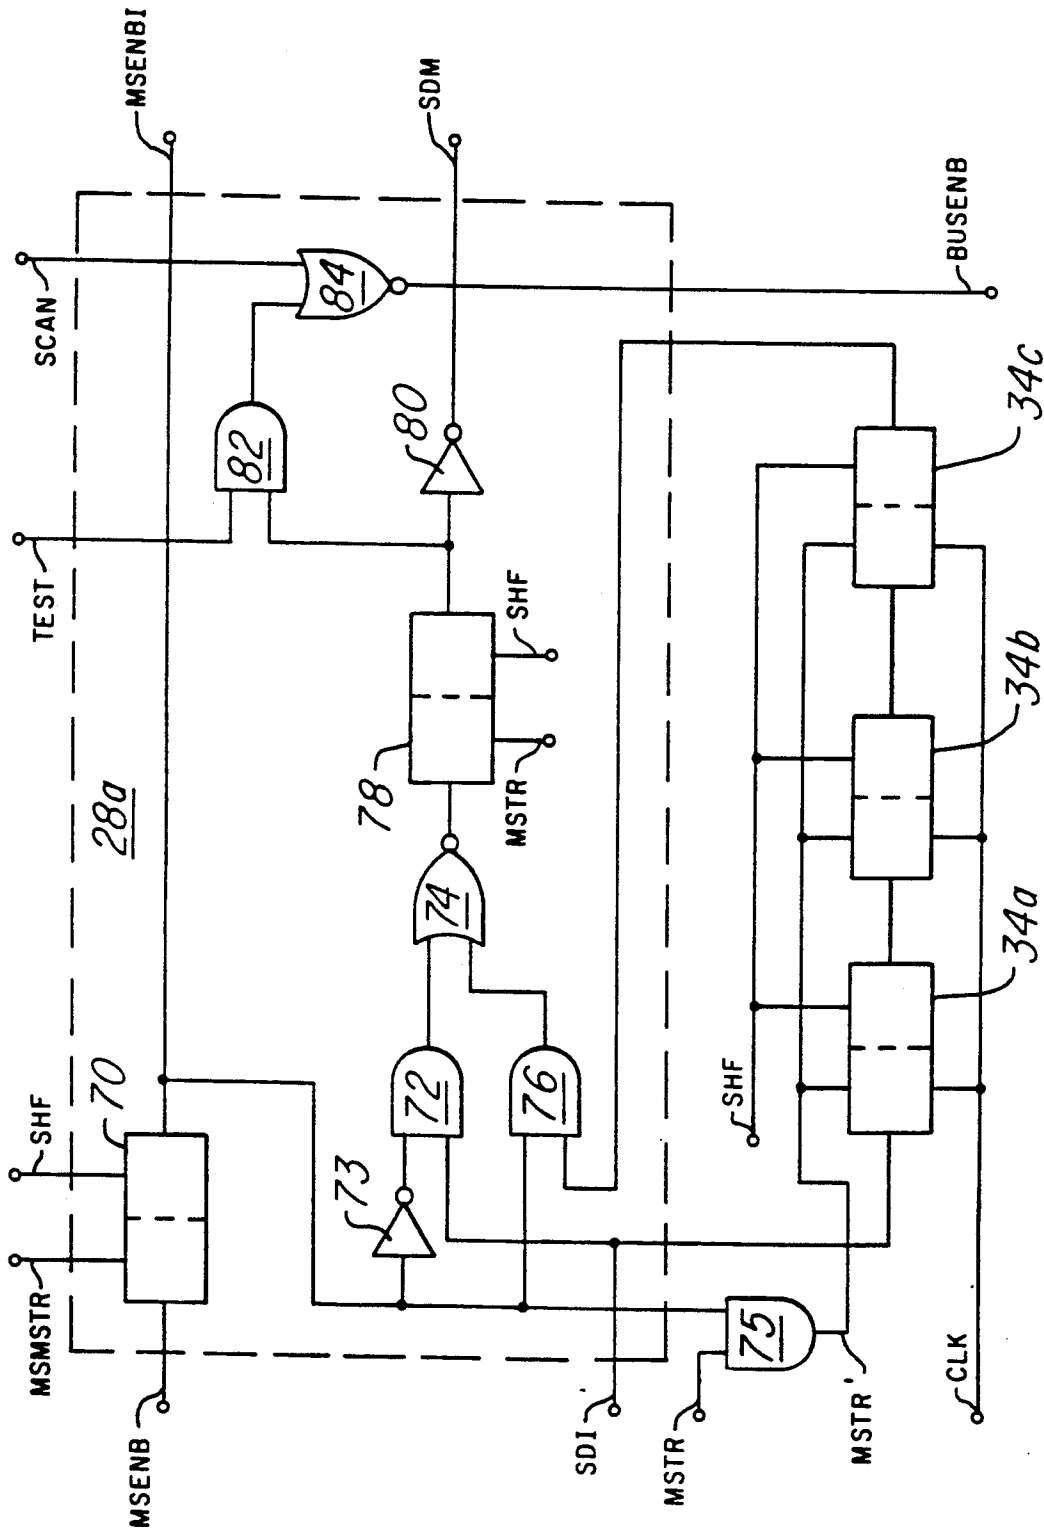 MSENB
MSMSTR
SHF
70
28a
TEST
SCAN
MSENBI
73
72
76
74
78
MSTR
SHF
82
80
84
SDM
SDI
MSTR
75
MSTR'
CLK
SHF
34a
34b
34c
BUSENB